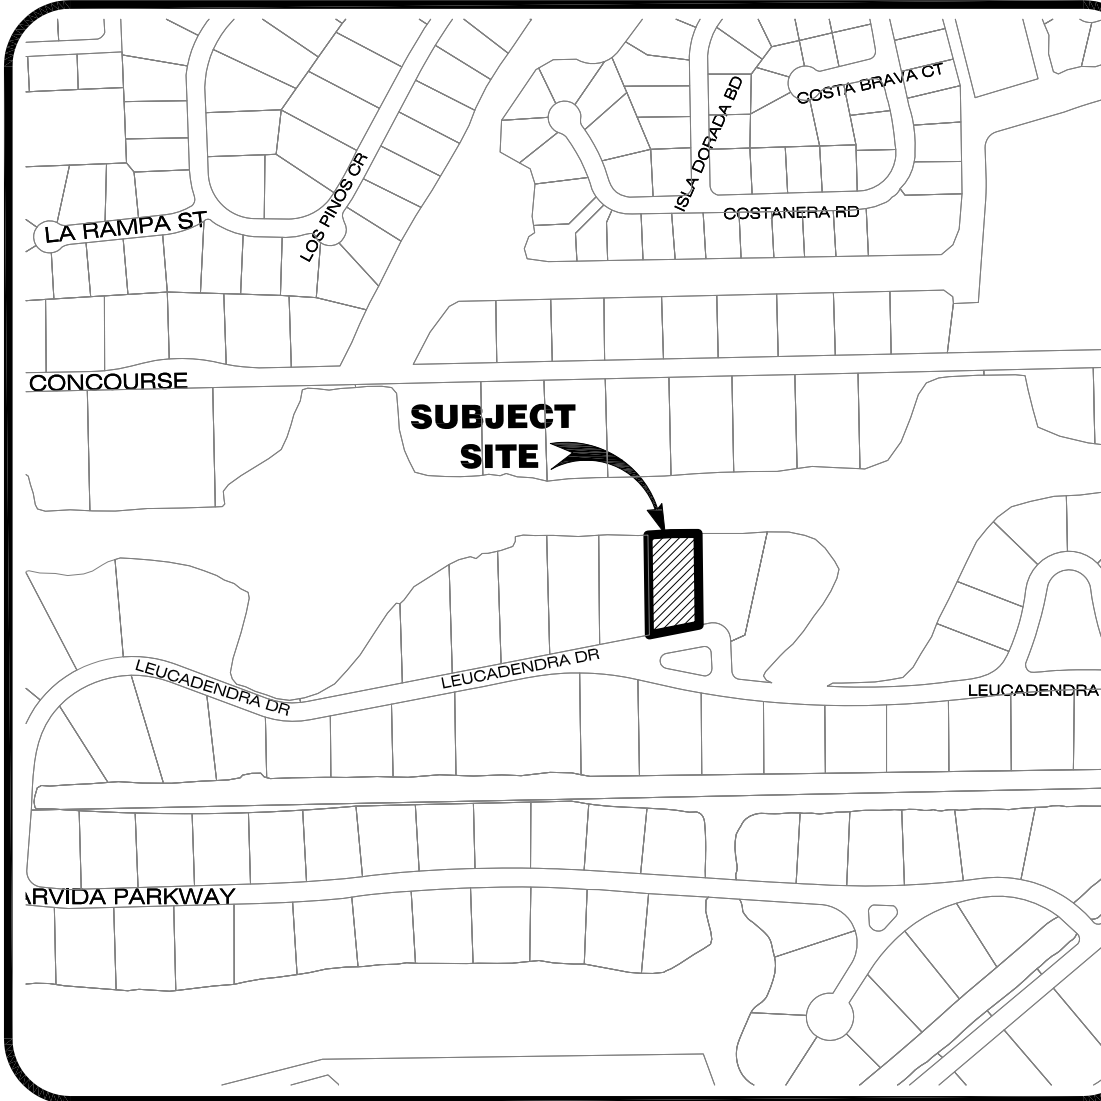 COSTA BRAVA CT
ISLA DORADA BD
LOS PINOS CR
COSTANERA RD
LA RAMPA ST
CONCOURSE
SUBJECT
SITE
LEUCADENDRA DR
LEUCADENDRA DR
LEUCADENDRA
ARVIDA PARKWAY